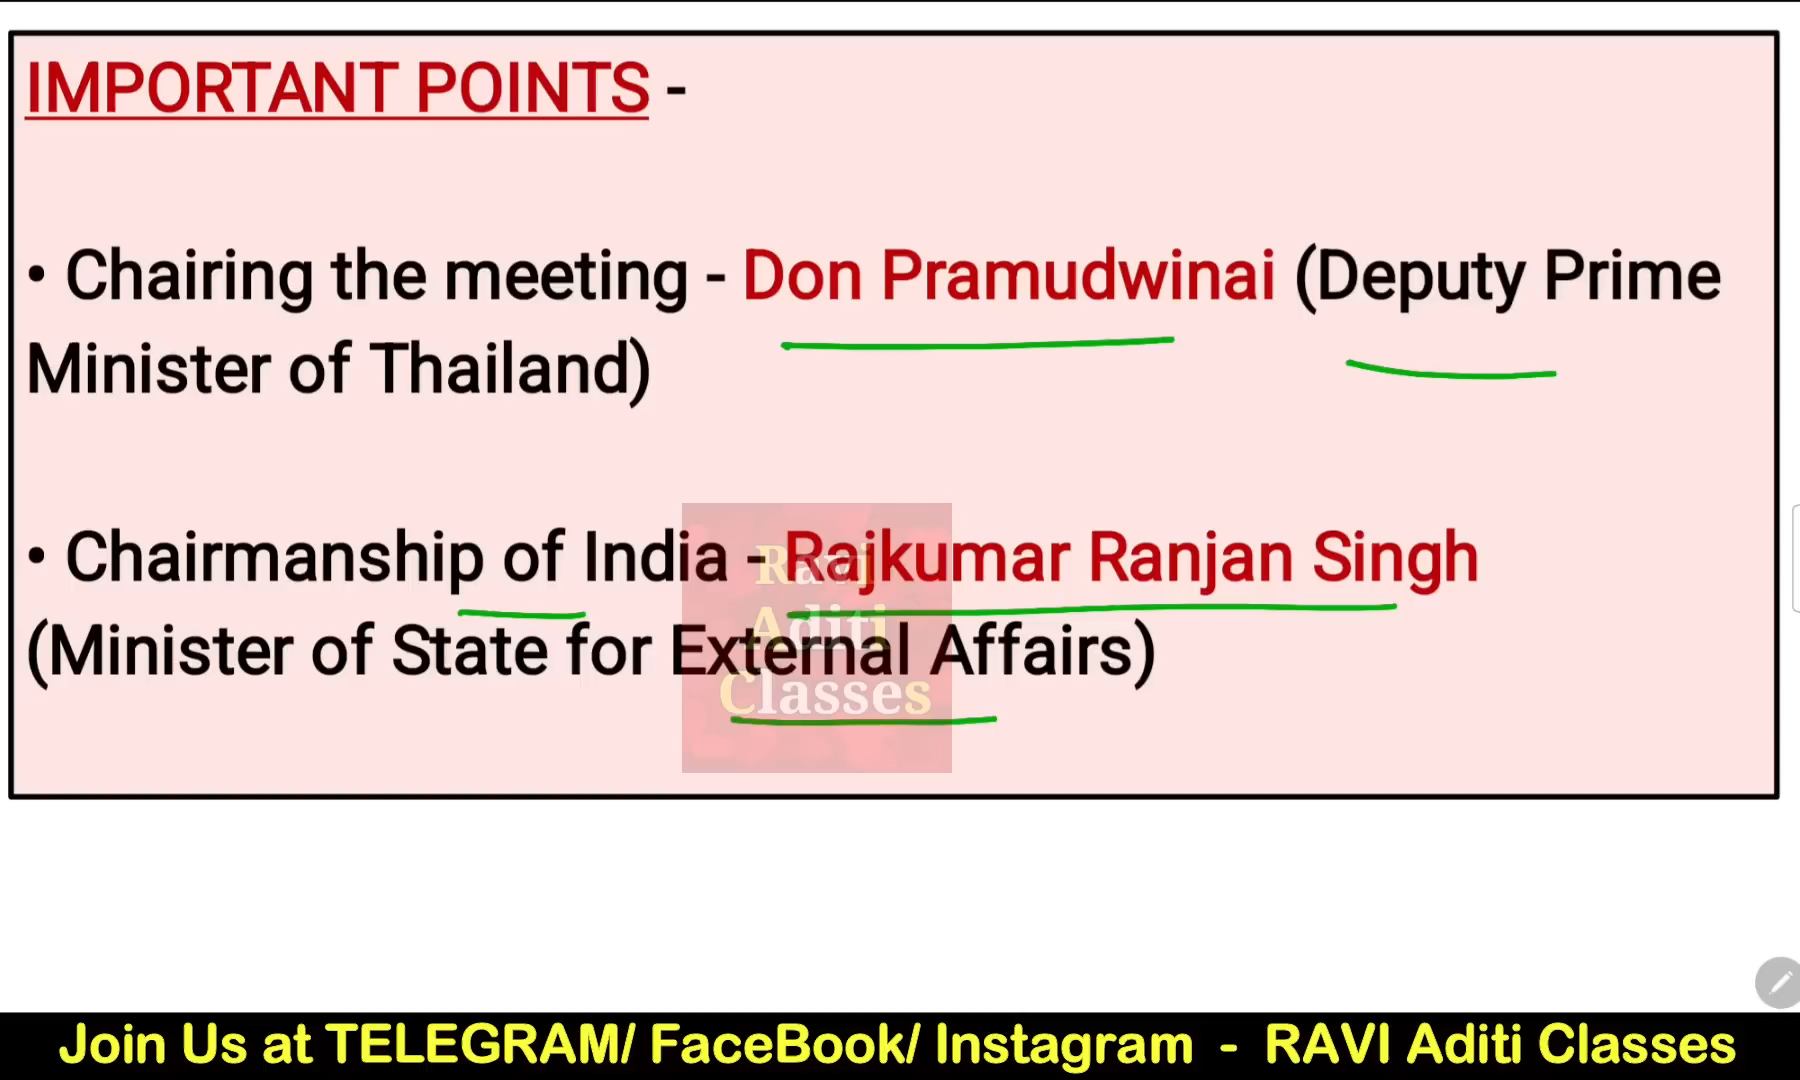 IMPORTANT POINTS -
• Chairing the meeting - Don Pramudwinai (Deputy Prime
Minister of Thailand)
• Chairmanship of India - Rajkumar Ranjan Singh
(Minister of State for External Affairs)
Ravi
Aditi
Classes
Join Us at TELEGRAM/ FaceBook/ Instagram - RAVI Aditi Classes